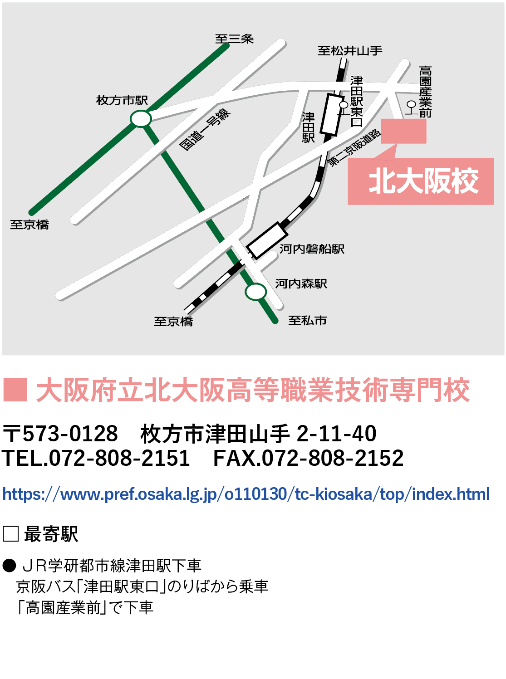 至三条
至松井山手
枚方市駅
津田駅東口
高圏産業前
国道一号線
津田駅
第二京阪道路
北大阪校
至京橋
河内磐船駅
河内森駅
至京橋
至私市
■ 大阪府立北大阪高等職業技術専門校
〒573-0128 枚方市津田山手 2-11-40
TEL.072-808-2151 FAX.072-808-2152
https://www.pref.osaka.lg.jp/o110130/tc-kiosaka/top/index.html
□ 最寄駅
● ＪＲ学研都市線津田駅下車
京阪バス「津田駅東口」のりばから乗車
「高圏産業前」で下車